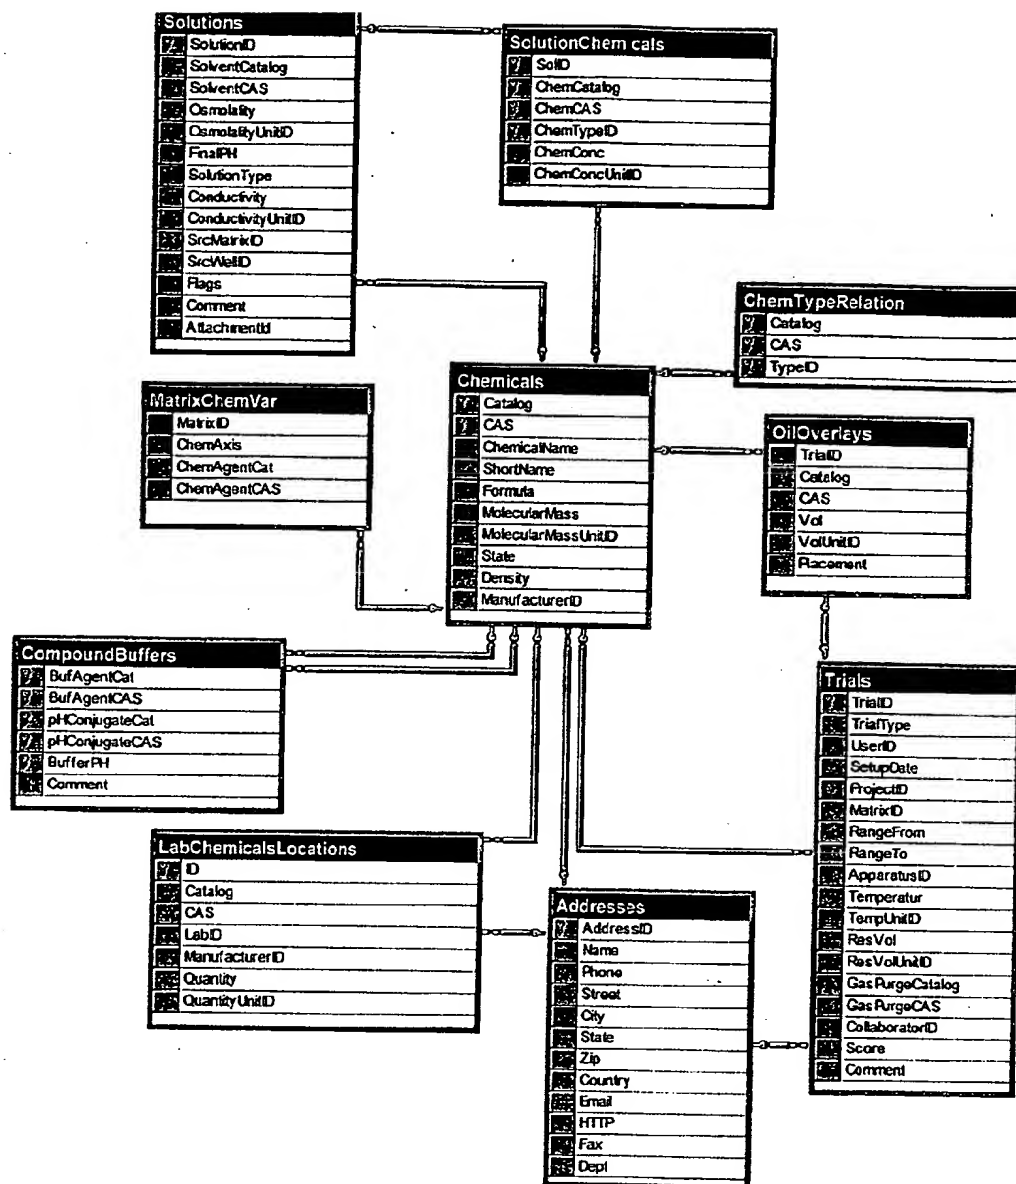 Solutions
SolutionID
SolventCatalog
SolventCAS
Osmolality
OsmolalityUnitID
FinalPH
SolutionType
Conductivity
ConductivityUnitID
SrcMatrixID
SrcWellID
Flags
Comment
AttachmentId
SolutionChem cals
SolID
ChemCatalog
ChemCAS
ChemTypeID
ChemConc
ChemConcUnitID
ChemTypeRelation
Catalog
CAS
TypeID
Chemicals
Catalog
CAS
ChemicalName
ShortName
Formula
MolecularMass
MolecularMassUnitID
State
Density
ManufacturerID
MatrixChemVar
MatrixID
ChemAxis
ChemAgentCat
ChemAgentCAS
OilOverlays
TrialID
Catalog
CAS
Vol
VolUnitID
Placement
CompoundBuffers
BufAgentCat
BufAgentCAS
pHConjugateCat
pHConjugateCAS
BufferPH
Comment
Trials
TrialID
TrialType
UserID
SetupDate
ProjectID
MatrixID
RangeFrom
RangeTo
ApparatusID
Temperatur
TempUnitID
ResVol
ResVolUnitID
GasPurgeCatalog
GasPurgeCAS
CollaboratorID
Score
Comment
LabChemicalsLocations
ID
Catalog
CAS
LabID
ManufacturerID
Quantity
QuantityUnitID
Addresses
AddressID
Name
Phone
Street
City
State
Zip
Country
Email
HTTP
Fax
Dept